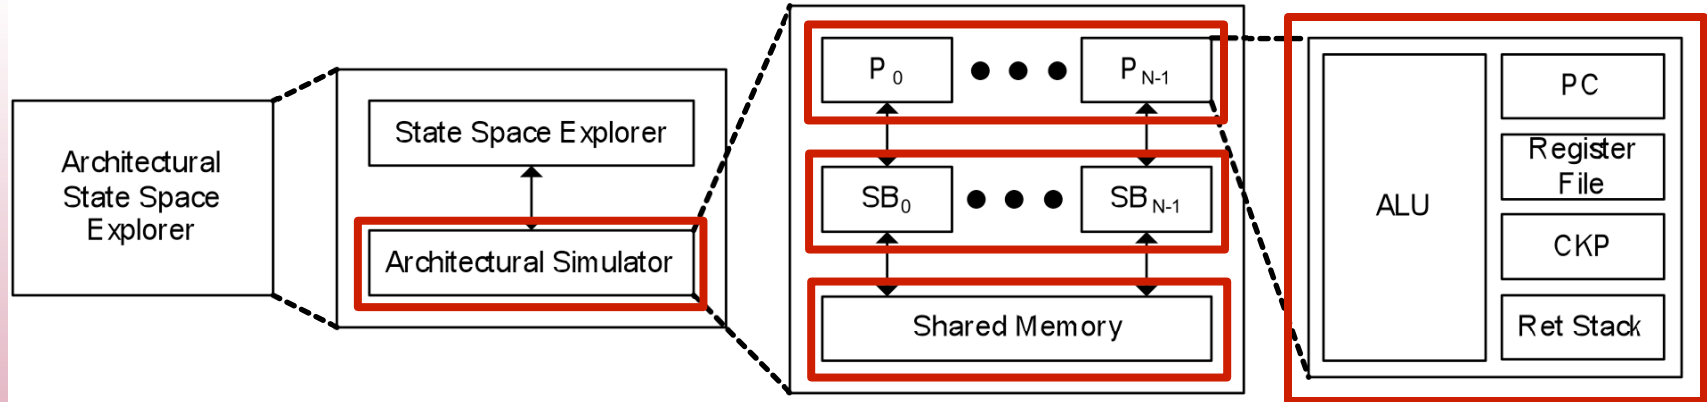 Architectural
State Space
Explorer
State Space Explorer
Architectural Simulator
P0
PN-1
SB0
SBN-1
Shared Memory
ALU
PC
Register
File
CKP
Ret Stack